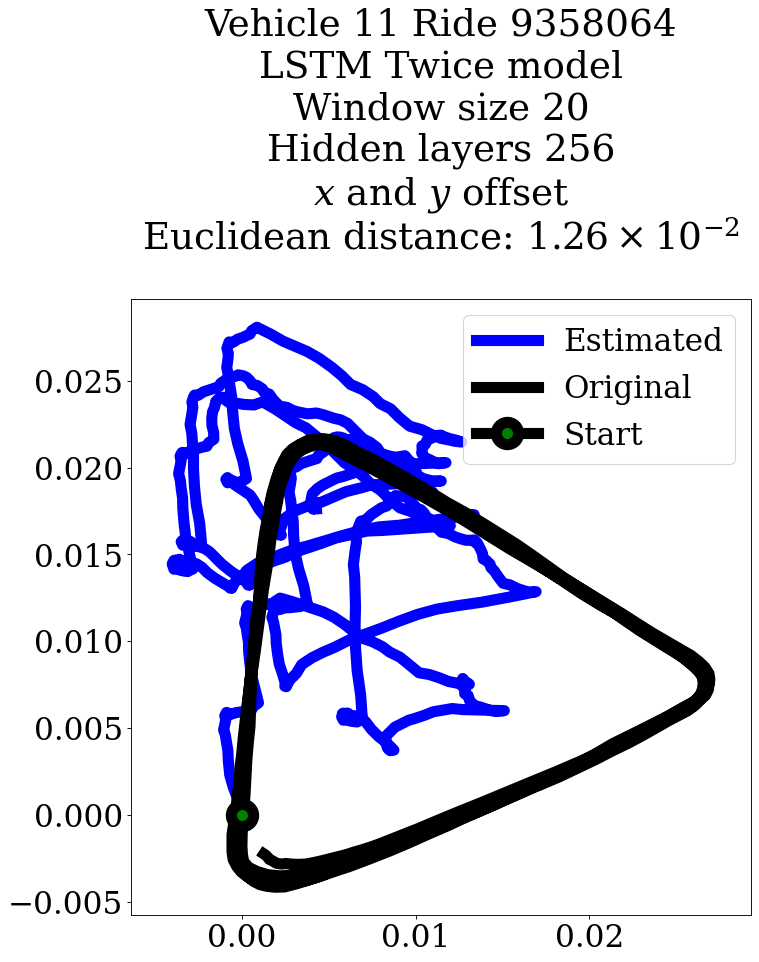 Vehicle 11 Ride 9358064
LSTM Twice model
Window size 20
Hidden layers 256
x and y offset
Euclidean distance: 1.26 × 10⁻²
Estimated
Original
Start
0.025
0.020
0.015
0.010
0.005
0.000
−0.005
0.00 0.01 0.02